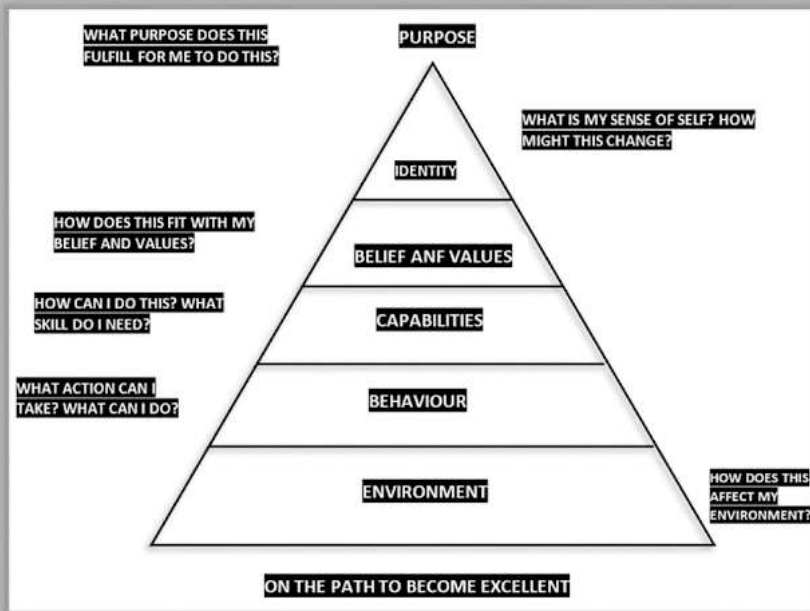 WHAT PURPOSE DOES THIS
FULFILL FOR ME TO DO THIS?
PURPOSE
WHAT IS MY SENSE OF SELF? HOW
MIGHT THIS CHANGE?
IDENTITY
HOW DOES THIS FIT WITH MY
BELIEF AND VALUES?
BELIEF ANF VALUES
HOW CAN I DO THIS? WHAT
SKILL DO I NEED?
CAPABILITIES
WHAT ACTION CAN I
TAKE? WHAT CAN I DO?
BEHAVIOUR
ENVIRONMENT
HOW DOES THIS
AFFECT MY
ENVIRONMENT?
ON THE PATH TO BECOME EXCELLENT